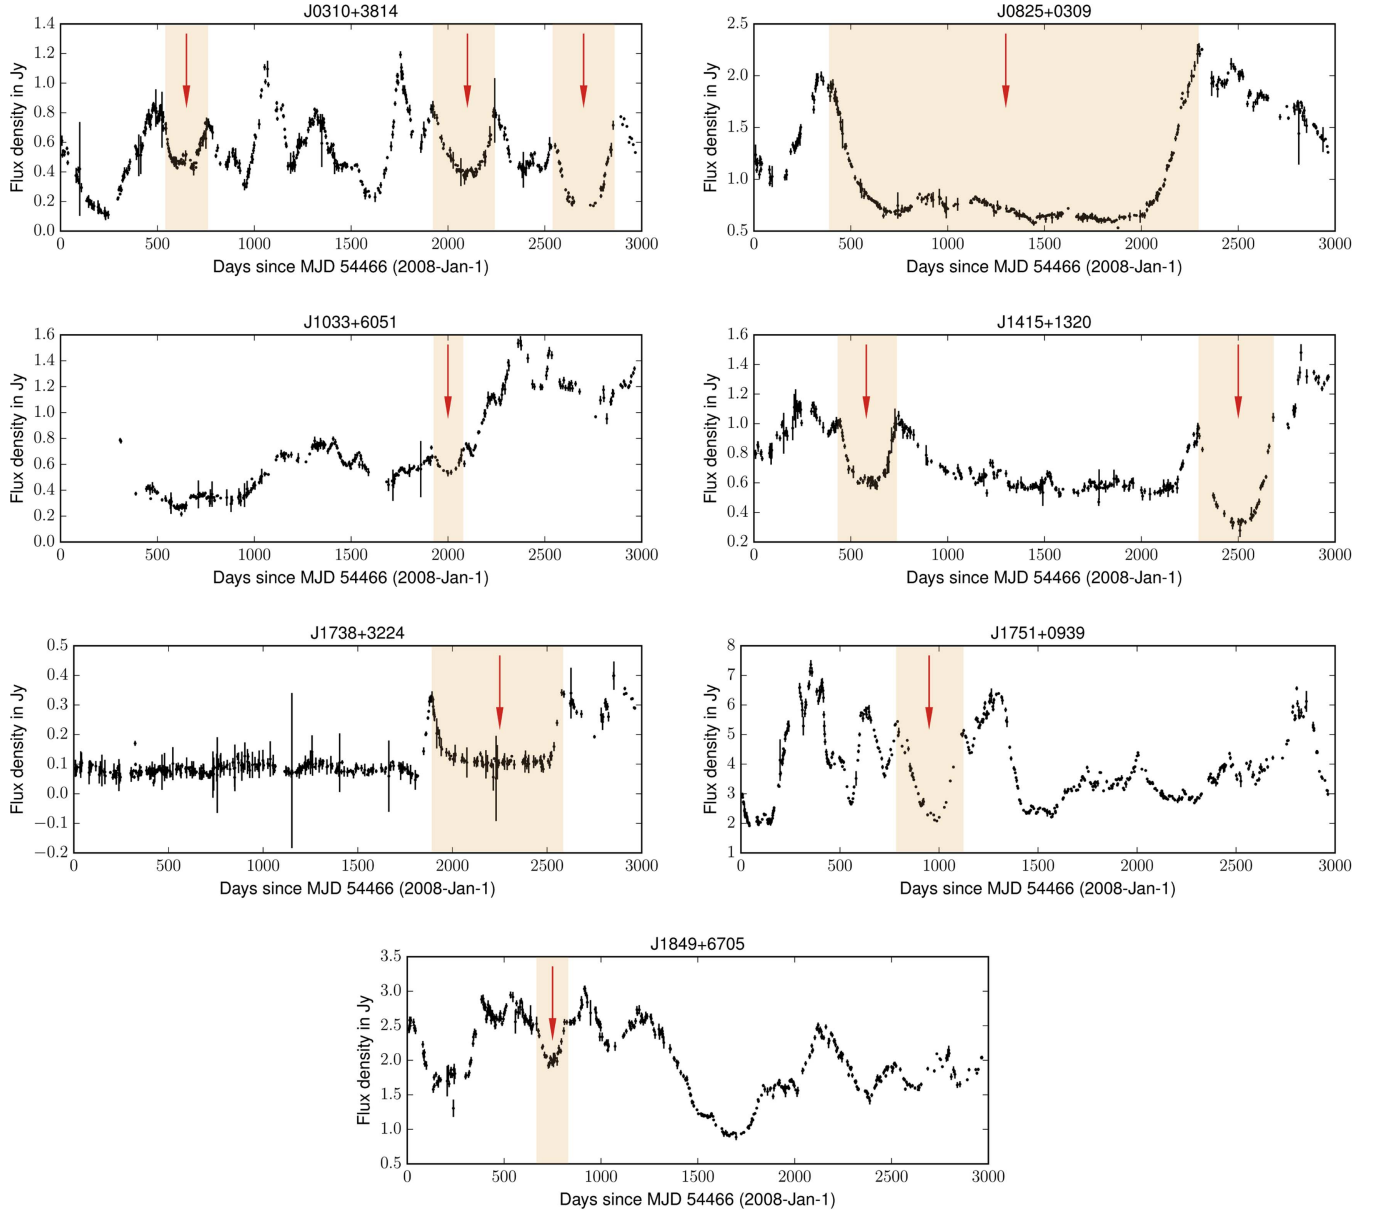 J0310+3814
Flux density in Jy
1.4
1.2
1.0
0.8
0.6
0.4
0.2
0.0
0 500 1000 1500 2000 2500 3000
Days since MJD 54466 (2008-Jan-1)
J0825+0309
Flux density in Jy
2.5
2.0
1.5
1.0
0.5
0 500 1000 1500 2000 2500 3000
Days since MJD 54466 (2008-Jan-1)
J1033+6051
Flux density in Jy
1.6
1.4
1.2
1.0
0.8
0.6
0.4
0.2
0.0
0 500 1000 1500 2000 2500 3000
Days since MJD 54466 (2008-Jan-1)
J1415+1320
Flux density in Jy
1.6
1.4
1.2
1.0
0.8
0.6
0.4
0.2
0 500 1000 1500 2000 2500 3000
Days since MJD 54466 (2008-Jan-1)
J1738+3224
Flux density in Jy
0.5
0.4
0.3
0.2
0.1
0.0
−0.1
−0.2
0 500 1000 1500 2000 2500 3000
Days since MJD 54466 (2008-Jan-1)
J1751+0939
Flux density in Jy
8
7
6
5
4
3
2
1
0 500 1000 1500 2000 2500 3000
Days since MJD 54466 (2008-Jan-1)
J1849+6705
Flux density in Jy
3.5
3.0
2.5
2.0
1.5
1.0
0.5
0 500 1000 1500 2000 2500 3000
Days since MJD 54466 (2008-Jan-1)